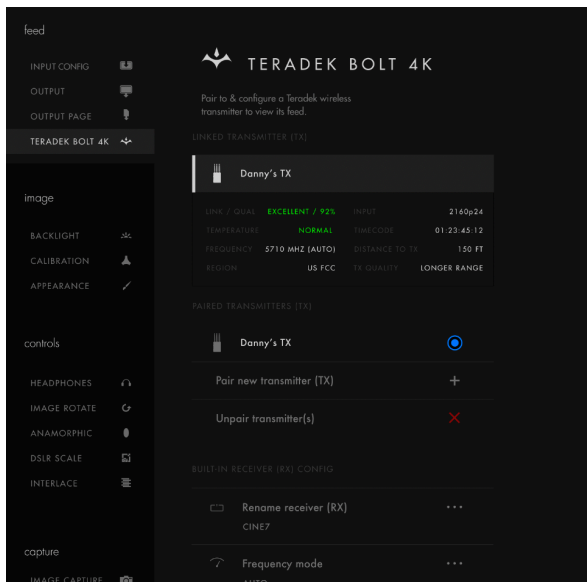 feed
INPUT CONFIG
OUTPUT
OUTPUT PAGE
TERADEK BOLT 4K
image
BACKLIGHT
CALIBRATION
APPEARANCE
controls
HEADPHONES
IMAGE ROTATE
ANAMORPHIC
DSLR SCALE
INTERLACE
capture
IMAGE CAPTURE
TERADEK BOLT 4K
Pair to & configure a Teradek wireless
transmitter to view its feed.
LINKED TRANSMITTER (TX)
Danny's TX
LINK / QUAL EXCELLENT / 92% INPUT 2160p24
TEMPERATURE NORMAL TIMECODE 01:23:45:12
FREQUENCY 5710 MHZ (AUTO) DISTANCE TO TX 150 FT
REGION US FCC TX QUALITY LONGER RANGE
PAIRED TRANSMITTERS (TX)
Danny's TX
Pair new transmitter (TX)
Unpair transmitter(s)
BUILT-IN RECEIVER (RX) CONFIG
Rename receiver (RX)
CINE7
Frequency mode
AUTO